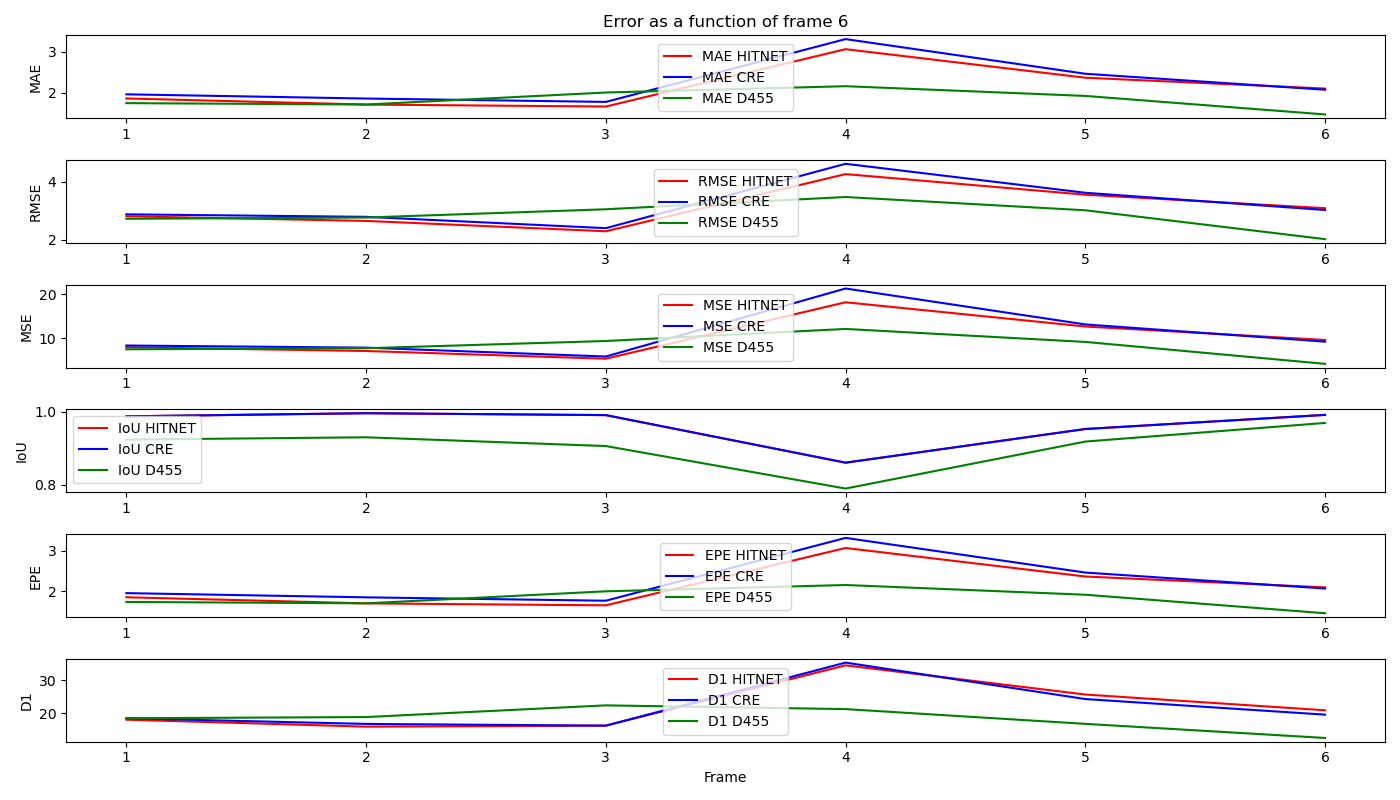 Error as a function of frame 6
MAE
3
2
MAE HITNET
MAE CRE
MAE D455
1 2 3 4 5 6
RMSE
4
2
RMSE HITNET
RMSE CRE
RMSE D455
1 2 3 4 5 6
MSE
20
10
MSE HITNET
MSE CRE
MSE D455
1 2 3 4 5 6
IoU
1.0
0.8
IoU HITNET
IoU CRE
IoU D455
1 2 3 4 5 6
EPE
3
2
EPE HITNET
EPE CRE
EPE D455
1 2 3 4 5 6
D1
30
20
D1 HITNET
D1 CRE
D1 D455
1 2 3 4 5 6
Frame